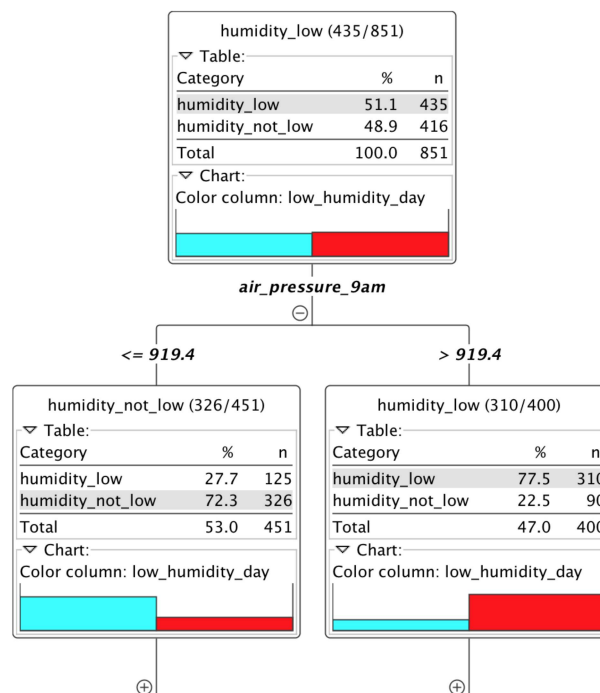 humidity_low (435/851)
Table:
Category % n
humidity_low 51.1 435
humidity_not_low 48.9 416
Total 100.0 851
Chart:
Color column: low_humidity_day
air_pressure_9am
<= 919.4
> 919.4
humidity_not_low (326/451)
Table:
Category % n
humidity_low 27.7 125
humidity_not_low 72.3 326
Total 53.0 451
Chart:
Color column: low_humidity_day
humidity_low (310/400)
Table:
Category % n
humidity_low 77.5 310
humidity_not_low 22.5 90
Total 47.0 400
Chart:
Color column: low_humidity_day